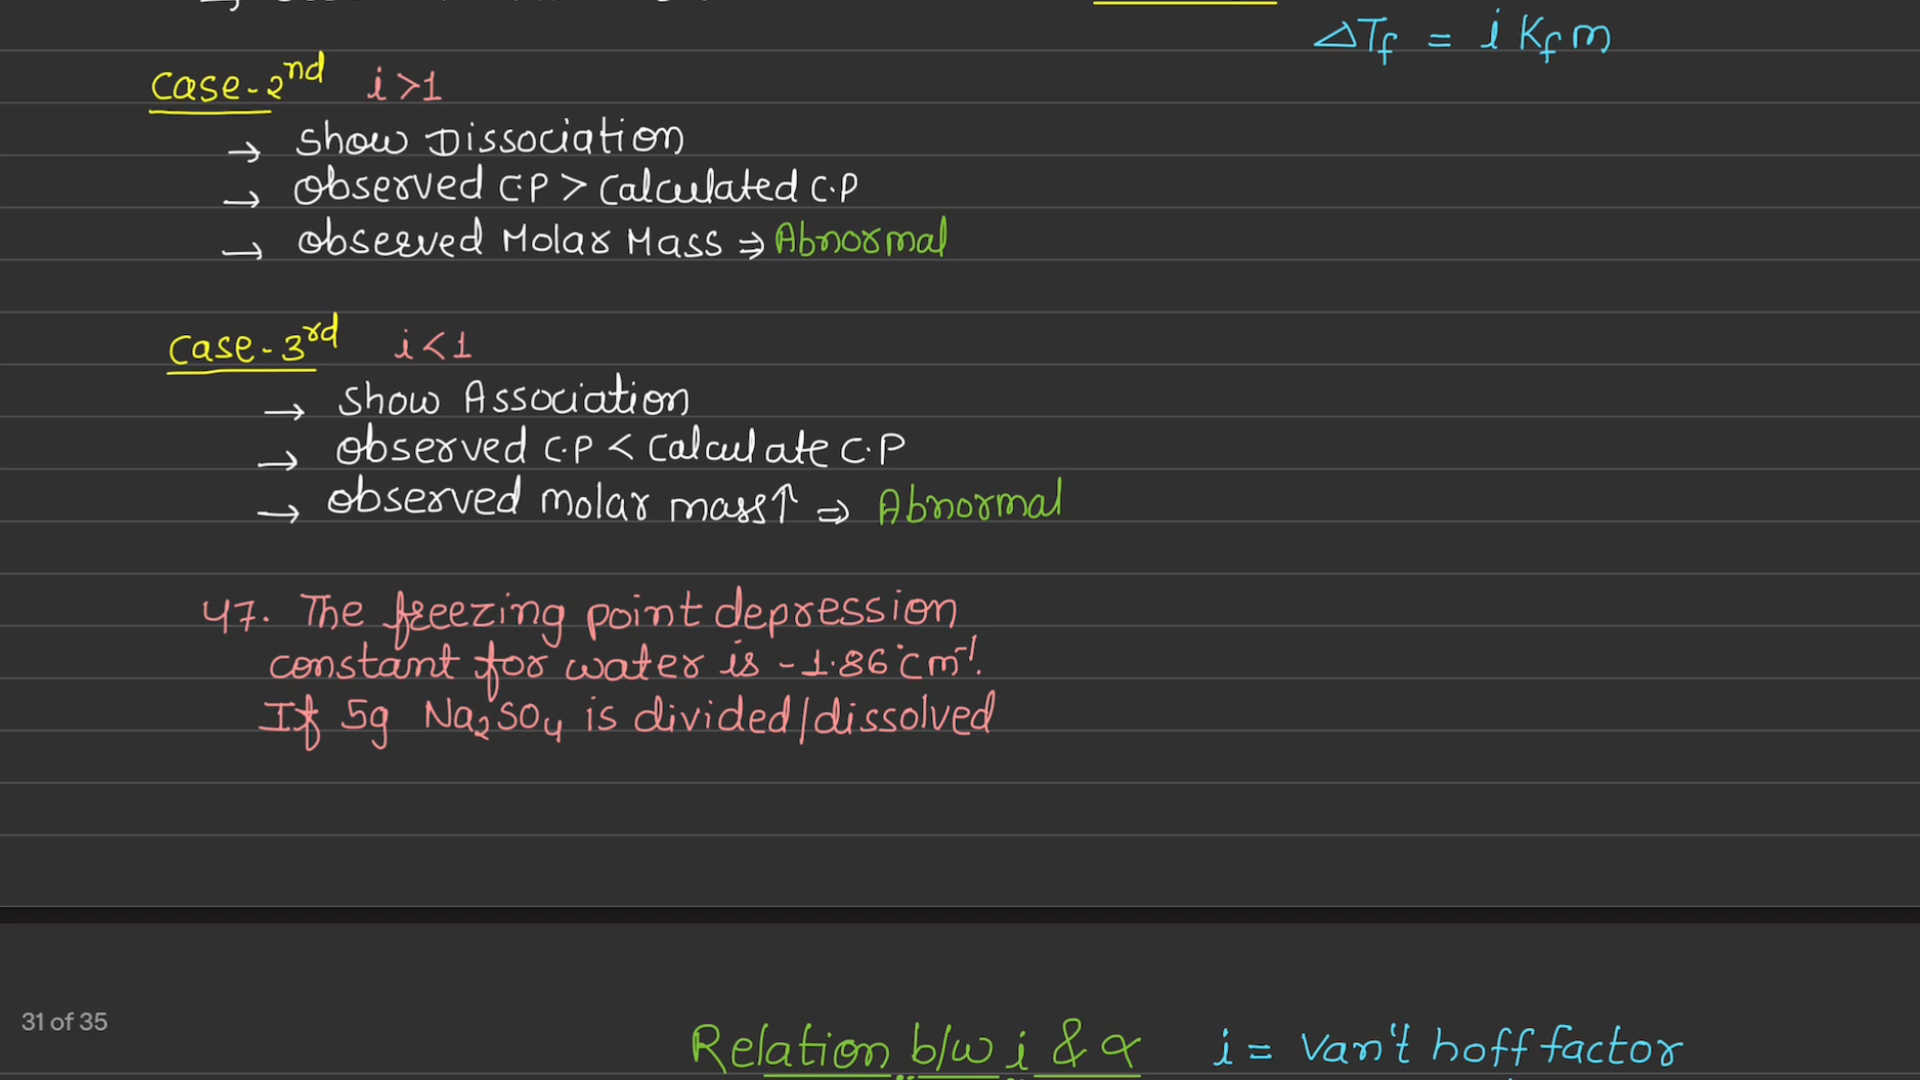 ΔTf = i Kf m
Case-2nd i>1
→ Show Dissociation
→ Observed C.P > Calculated C.P
→ Observed Molar Mass ⇒ Abnormal
Case-3rd i<1
→ Show Association
→ Observed C.P < Calculate C.P
→ Observed molar mass↑ ⇒ Abnormal
47. The freezing point depression
constant for water is -1.86°C m⁻¹.
If 5g Na₂SO₄ is divided/dissolved
31 of 35
Relation b/w i & α i = Van't hoff factor